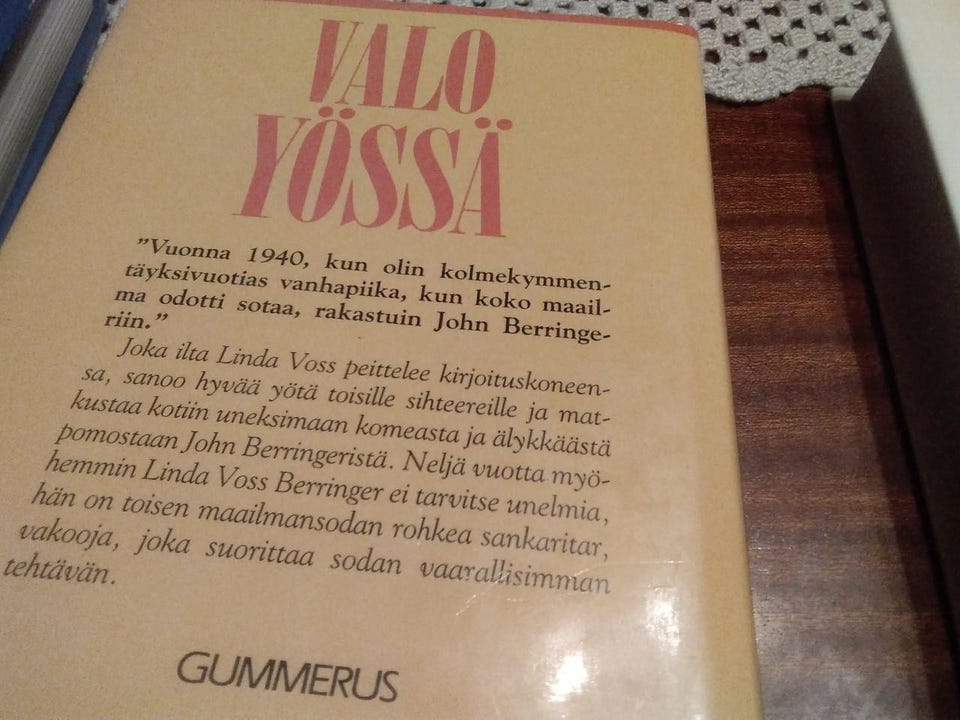 VALO
YÖSSÄ
”Vuonna 1940, kun olin kolmekymmen-
täyksivuotias vanhapiika, kun koko maail-
ma odotti sotaa, rakastuin John Berringe-
riin.”
Joka ilta Linda Voss peittelee kirjoituskoneen-
sa, sanoo hyvää yötä toisille sihteereille ja mat-
kustaa kotiin uneksimaan komeasta ja älykkäästä
pomostaan John Berringeristä. Neljä vuotta myö-
hemmin Linda Voss Berringer ei tarvitse unelmia,
hän on toisen maailmansodan rohkea sankaritar,
vakooja, joka suorittaa sodan vaarallisimman
tehtävän.
GUMMERUS